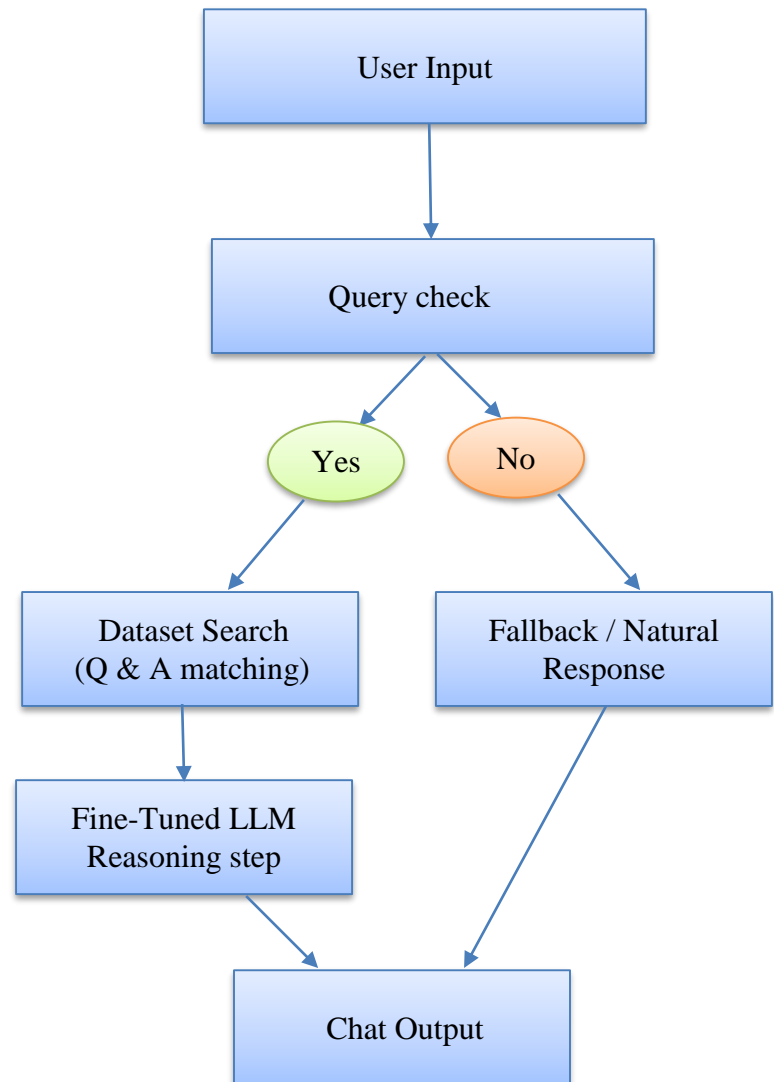 User Input
Query check
Yes
No
Dataset Search
(Q & A matching)
Fallback / Natural
Response
Fine-Tuned LLM
Reasoning step
Chat Output